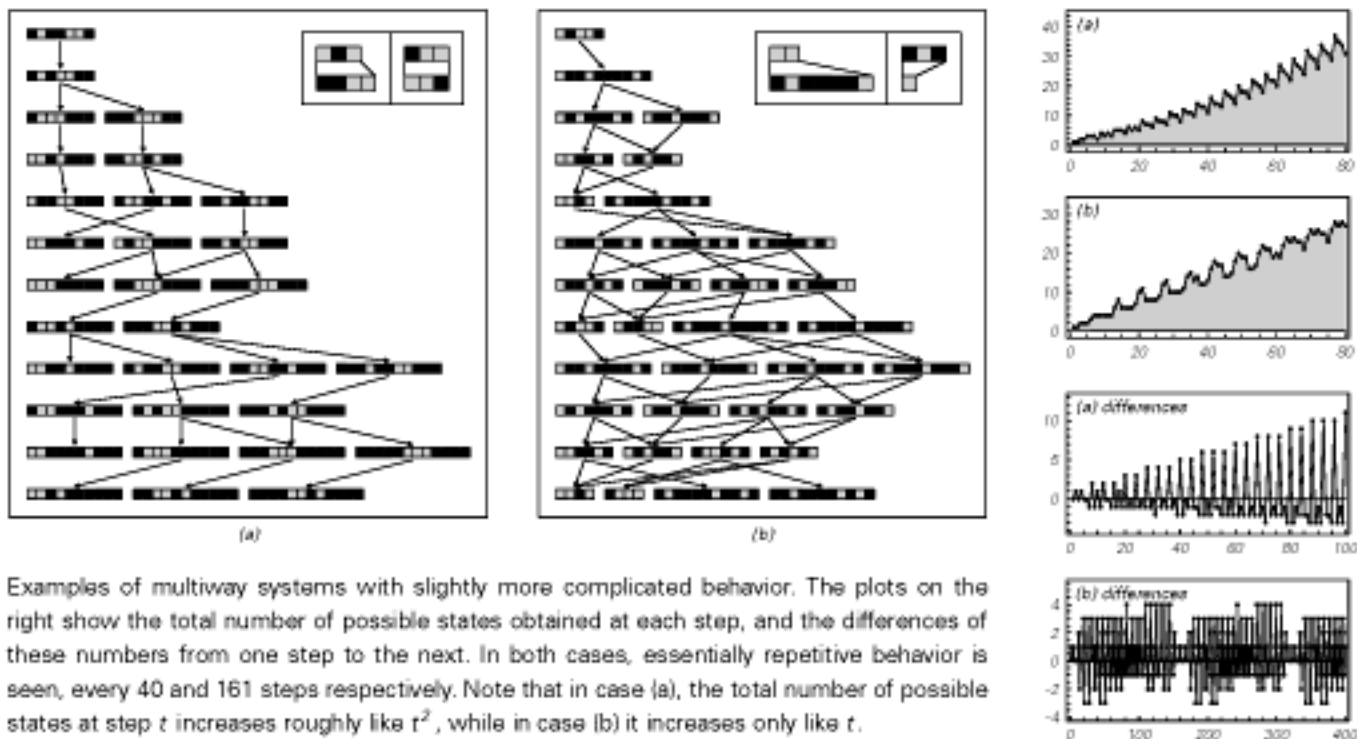 (a)
(b)
Examples of multiway systems with slightly more complicated behavior. The plots on the
right show the total number of possible states obtained at each step, and the differences of
these numbers from one step to the next. In both cases, essentially repetitive behavior is
seen, every 40 and 161 steps respectively. Note that in case (a), the total number of possible
states at step t increases roughly like t², while in case (b) it increases only like t.
(a)
40
30
20
10
0
0 20 40 60 80
(b)
30
20
10
0
0 20 40 60 80
(a) differences
10
5
0
0 20 40 60 80 100
(b) differences
4
2
0
-2
-4
0 100 200 300 400